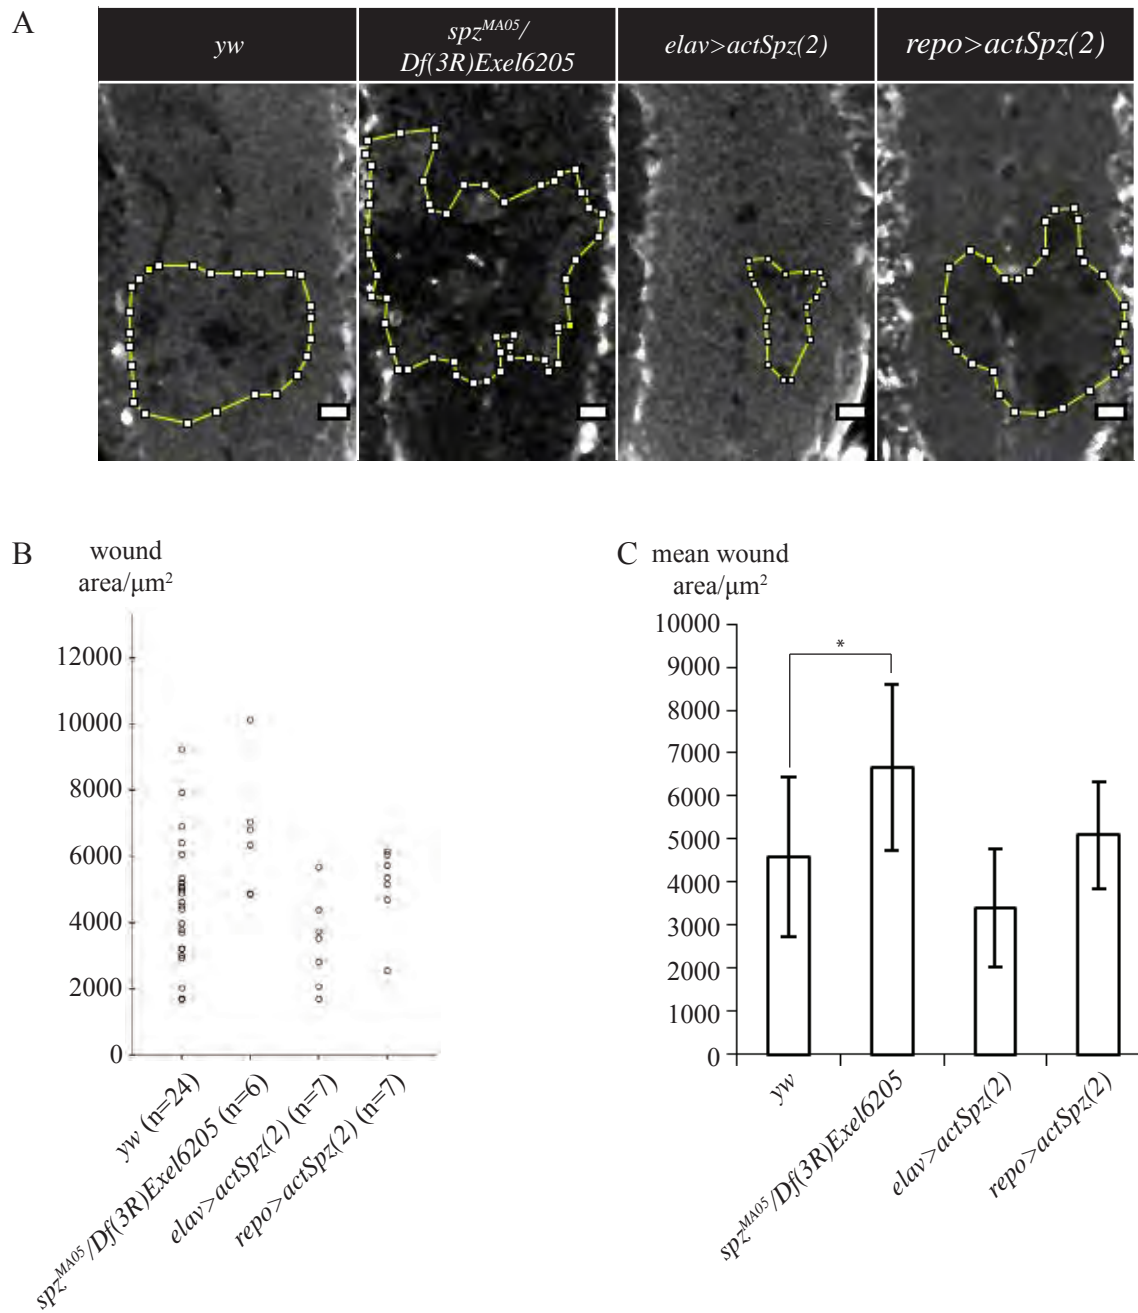 A
yw
spz^MA05/
Df(3R)Exel6205
elav>actSpz(2)
repo>actSpz(2)
B
wound
area/μm²
12000
10000
8000
6000
4000
2000
0
yw (n=24)
spz^MA05/Df(3R)Exel6205 (n=6)
elav>actSpz(2) (n=7)
repo>actSpz(2) (n=7)
C
mean wound
area/μm²
10000
9000
8000
7000
6000
5000
4000
3000
2000
1000
0
*
yw
spz^MA05/Df(3R)Exel6205
elav>actSpz(2)
repo>actSpz(2)